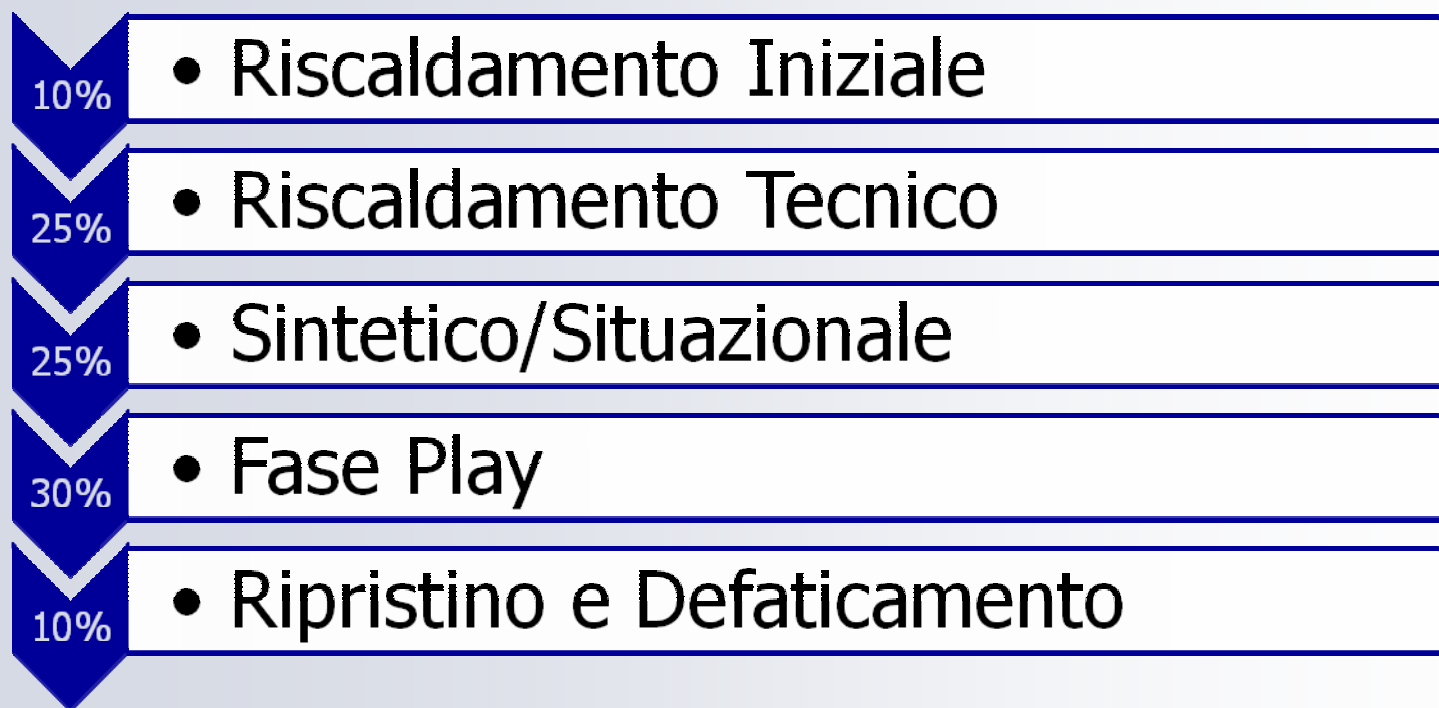 10% • Riscaldamento Iniziale
25% • Riscaldamento Tecnico
25% • Sintetico/Situazionale
30% • Fase Play
10% • Ripristino e Defaticamento